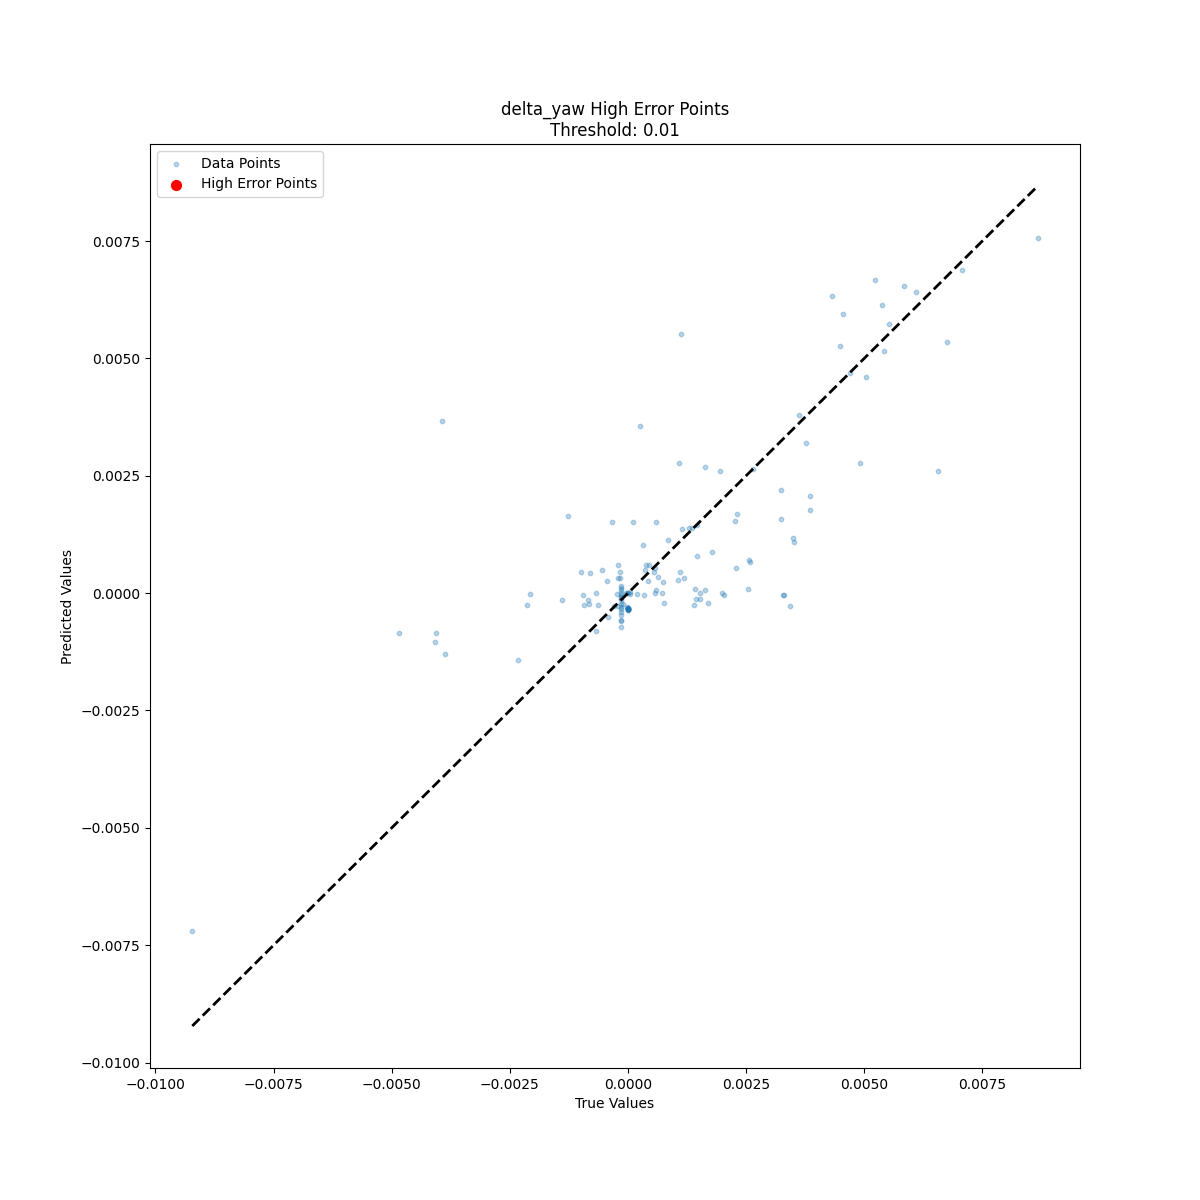 delta_yaw High Error Points
Threshold: 0.01
Data Points
High Error Points
0.0075
0.0050
0.0025
0.0000
−0.0025
−0.0050
−0.0075
−0.0100
Predicted Values
−0.0100 −0.0075 −0.0050 −0.0025 0.0000 0.0025 0.0050 0.0075
True Values